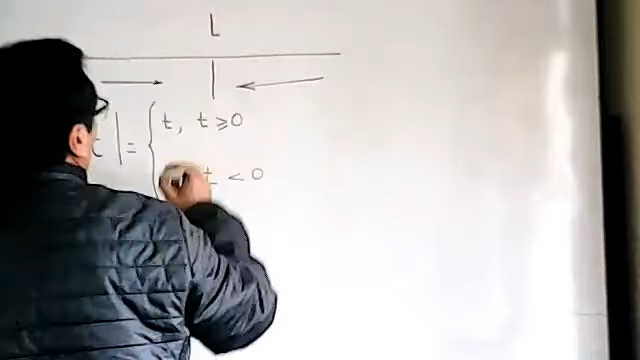 L
t | = { t, t ≥ 0
t < 0